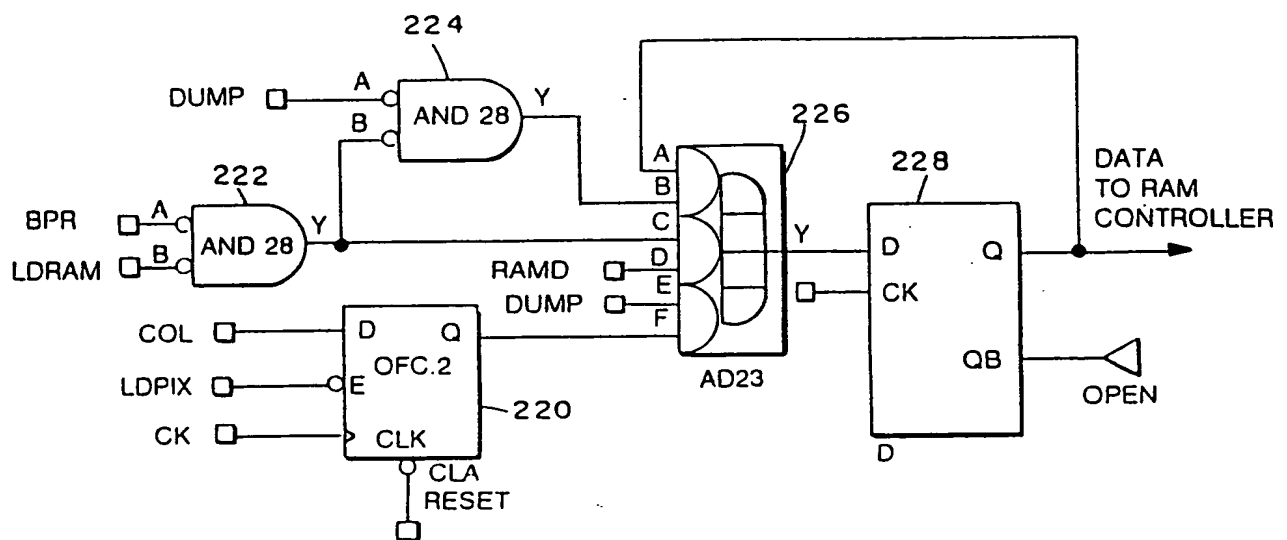 224
DUMP
A
AND 28
Y
B
226
222
BPR
A
AND 28
Y
LDRAM
B
A
B
C
D
E
F
RAMD
DUMP
Y
AD23
228
D
Q
CK
QB
D
DATA
TO RAM
CONTROLLER
OPEN
COL
D
Q
OFC.2
LDPIX
E
220
CK
CLK
CLA
RESET